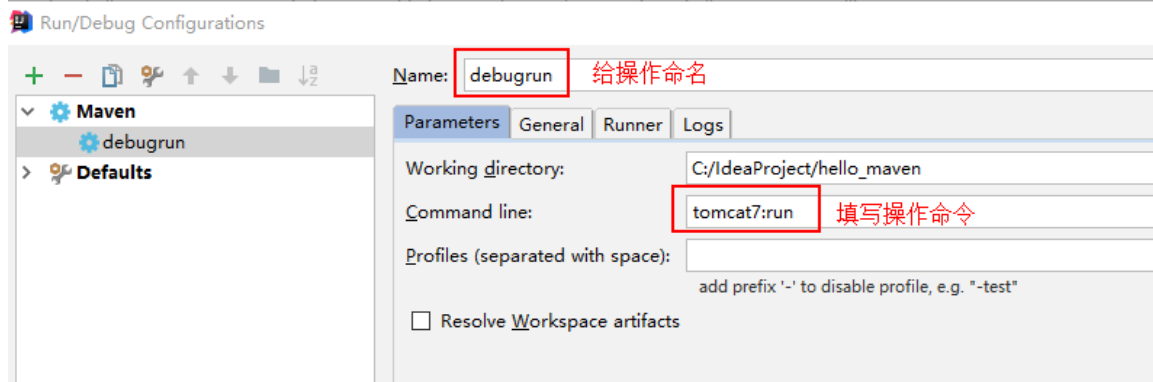 Run/Debug Configurations
Name: debugrun 给操作命名
Maven
debugrun
Defaults
Parameters General Runner Logs
Working directory: C:/IdeaProject/hello_maven
Command line: tomcat7:run 填写操作命令
Profiles (separated with space):
add prefix '-' to disable profile, e.g. "-test"
Resolve Workspace artifacts